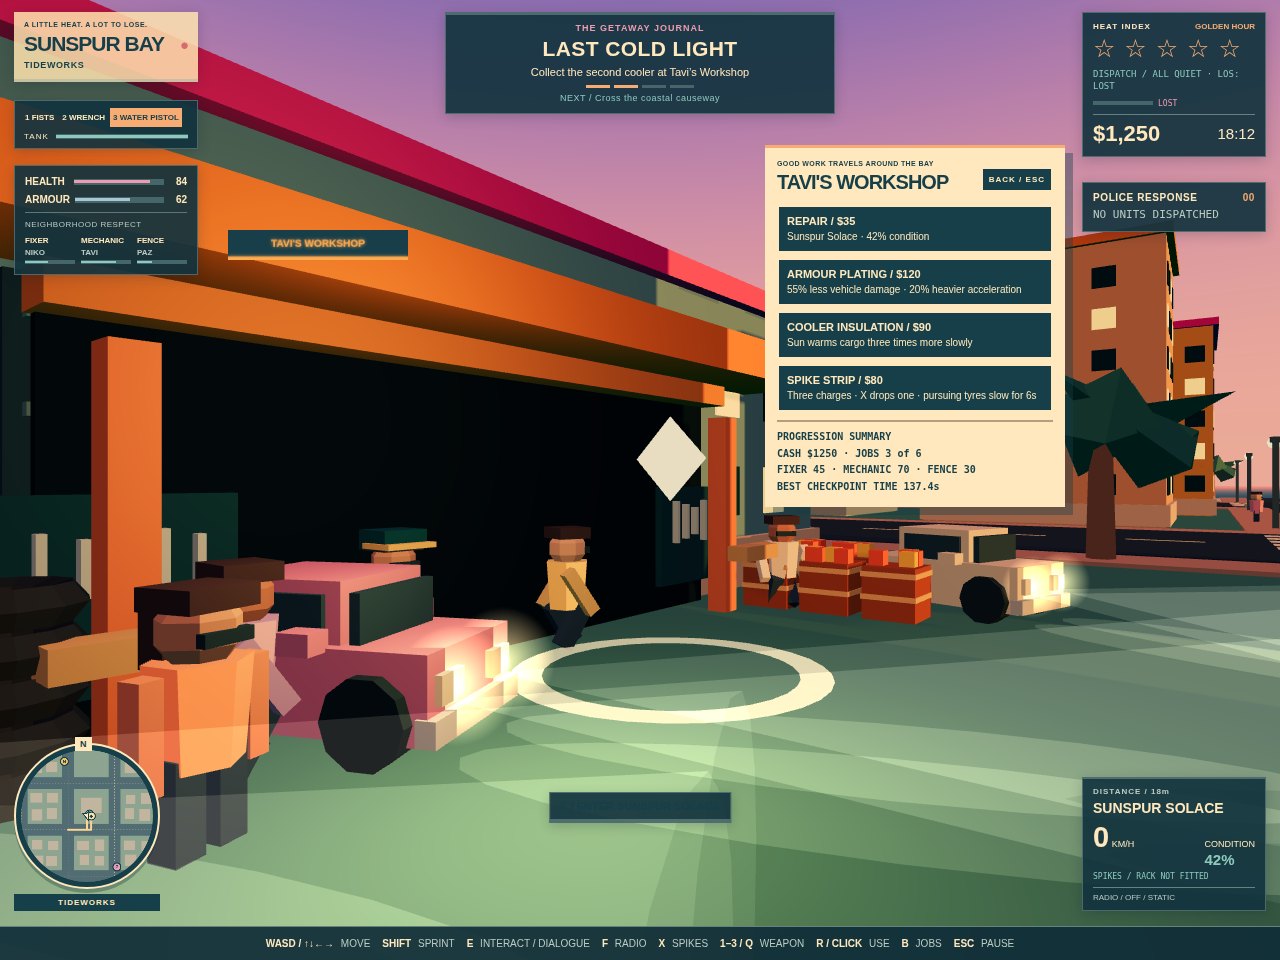 A LITTLE HEAT. A LOT TO LOSE.
SUNSPUR BAY
TIDEWORKS
1 FISTS 2 WRENCH 3 WATER PISTOL
TANK
HEALTH 84
ARMOUR 62
NEIGHBORHOOD RESPECT
FIXER MECHANIC FENCE
NIKO TAVI PAZ
TAVI'S WORKSHOP
THE GETAWAY JOURNAL
LAST COLD LIGHT
Collect the second cooler at Tavi's Workshop
NEXT / Cross the coastal causeway
GOOD WORK TRAVELS AROUND THE BAY
TAVI'S WORKSHOP
BACK / ESC
REPAIR / $35
Sunspur Solace · 42% condition
ARMOUR PLATING / $120
55% less vehicle damage · 20% heavier acceleration
COOLER INSULATION / $90
Sun warms cargo three times more slowly
SPIKE STRIP / $80
Three charges · X drops one · pursuing tyres slow for 6s
PROGRESSION SUMMARY
CASH $1250 · JOBS 3 of 6
FIXER 45 · MECHANIC 70 · FENCE 30
BEST CHECKPOINT TIME 137.4s
HEAT INDEX GOLDEN HOUR
☆ ☆ ☆ ☆ ☆
DISPATCH / ALL QUIET · LOS:
LOST
LOST
$1,250 18:12
POLICE RESPONSE 00
NO UNITS DISPATCHED
N
TIDEWORKS
DISTANCE / 18m
SUNSPUR SOLACE
0 KM/H
CONDITION
42%
SPIKES / RACK NOT FITTED
RADIO / OFF / STATIC
WASD / ↑↓←→ MOVE SHIFT SPRINT E INTERACT / DIALOGUE F RADIO X SPIKES 1–3 / Q WEAPON R / CLICK USE B JOBS ESC PAUSE